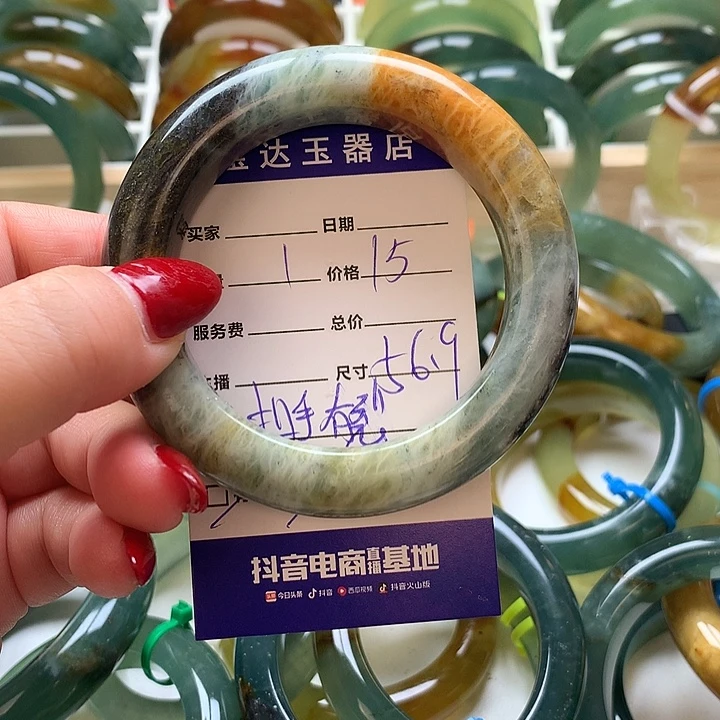 达玉器店
买家 日期
1 价格 15
服务费 总价
播 尺寸 56.9
抖音电商直播基地
今日头条 抖音 西瓜视频 抖音火山版